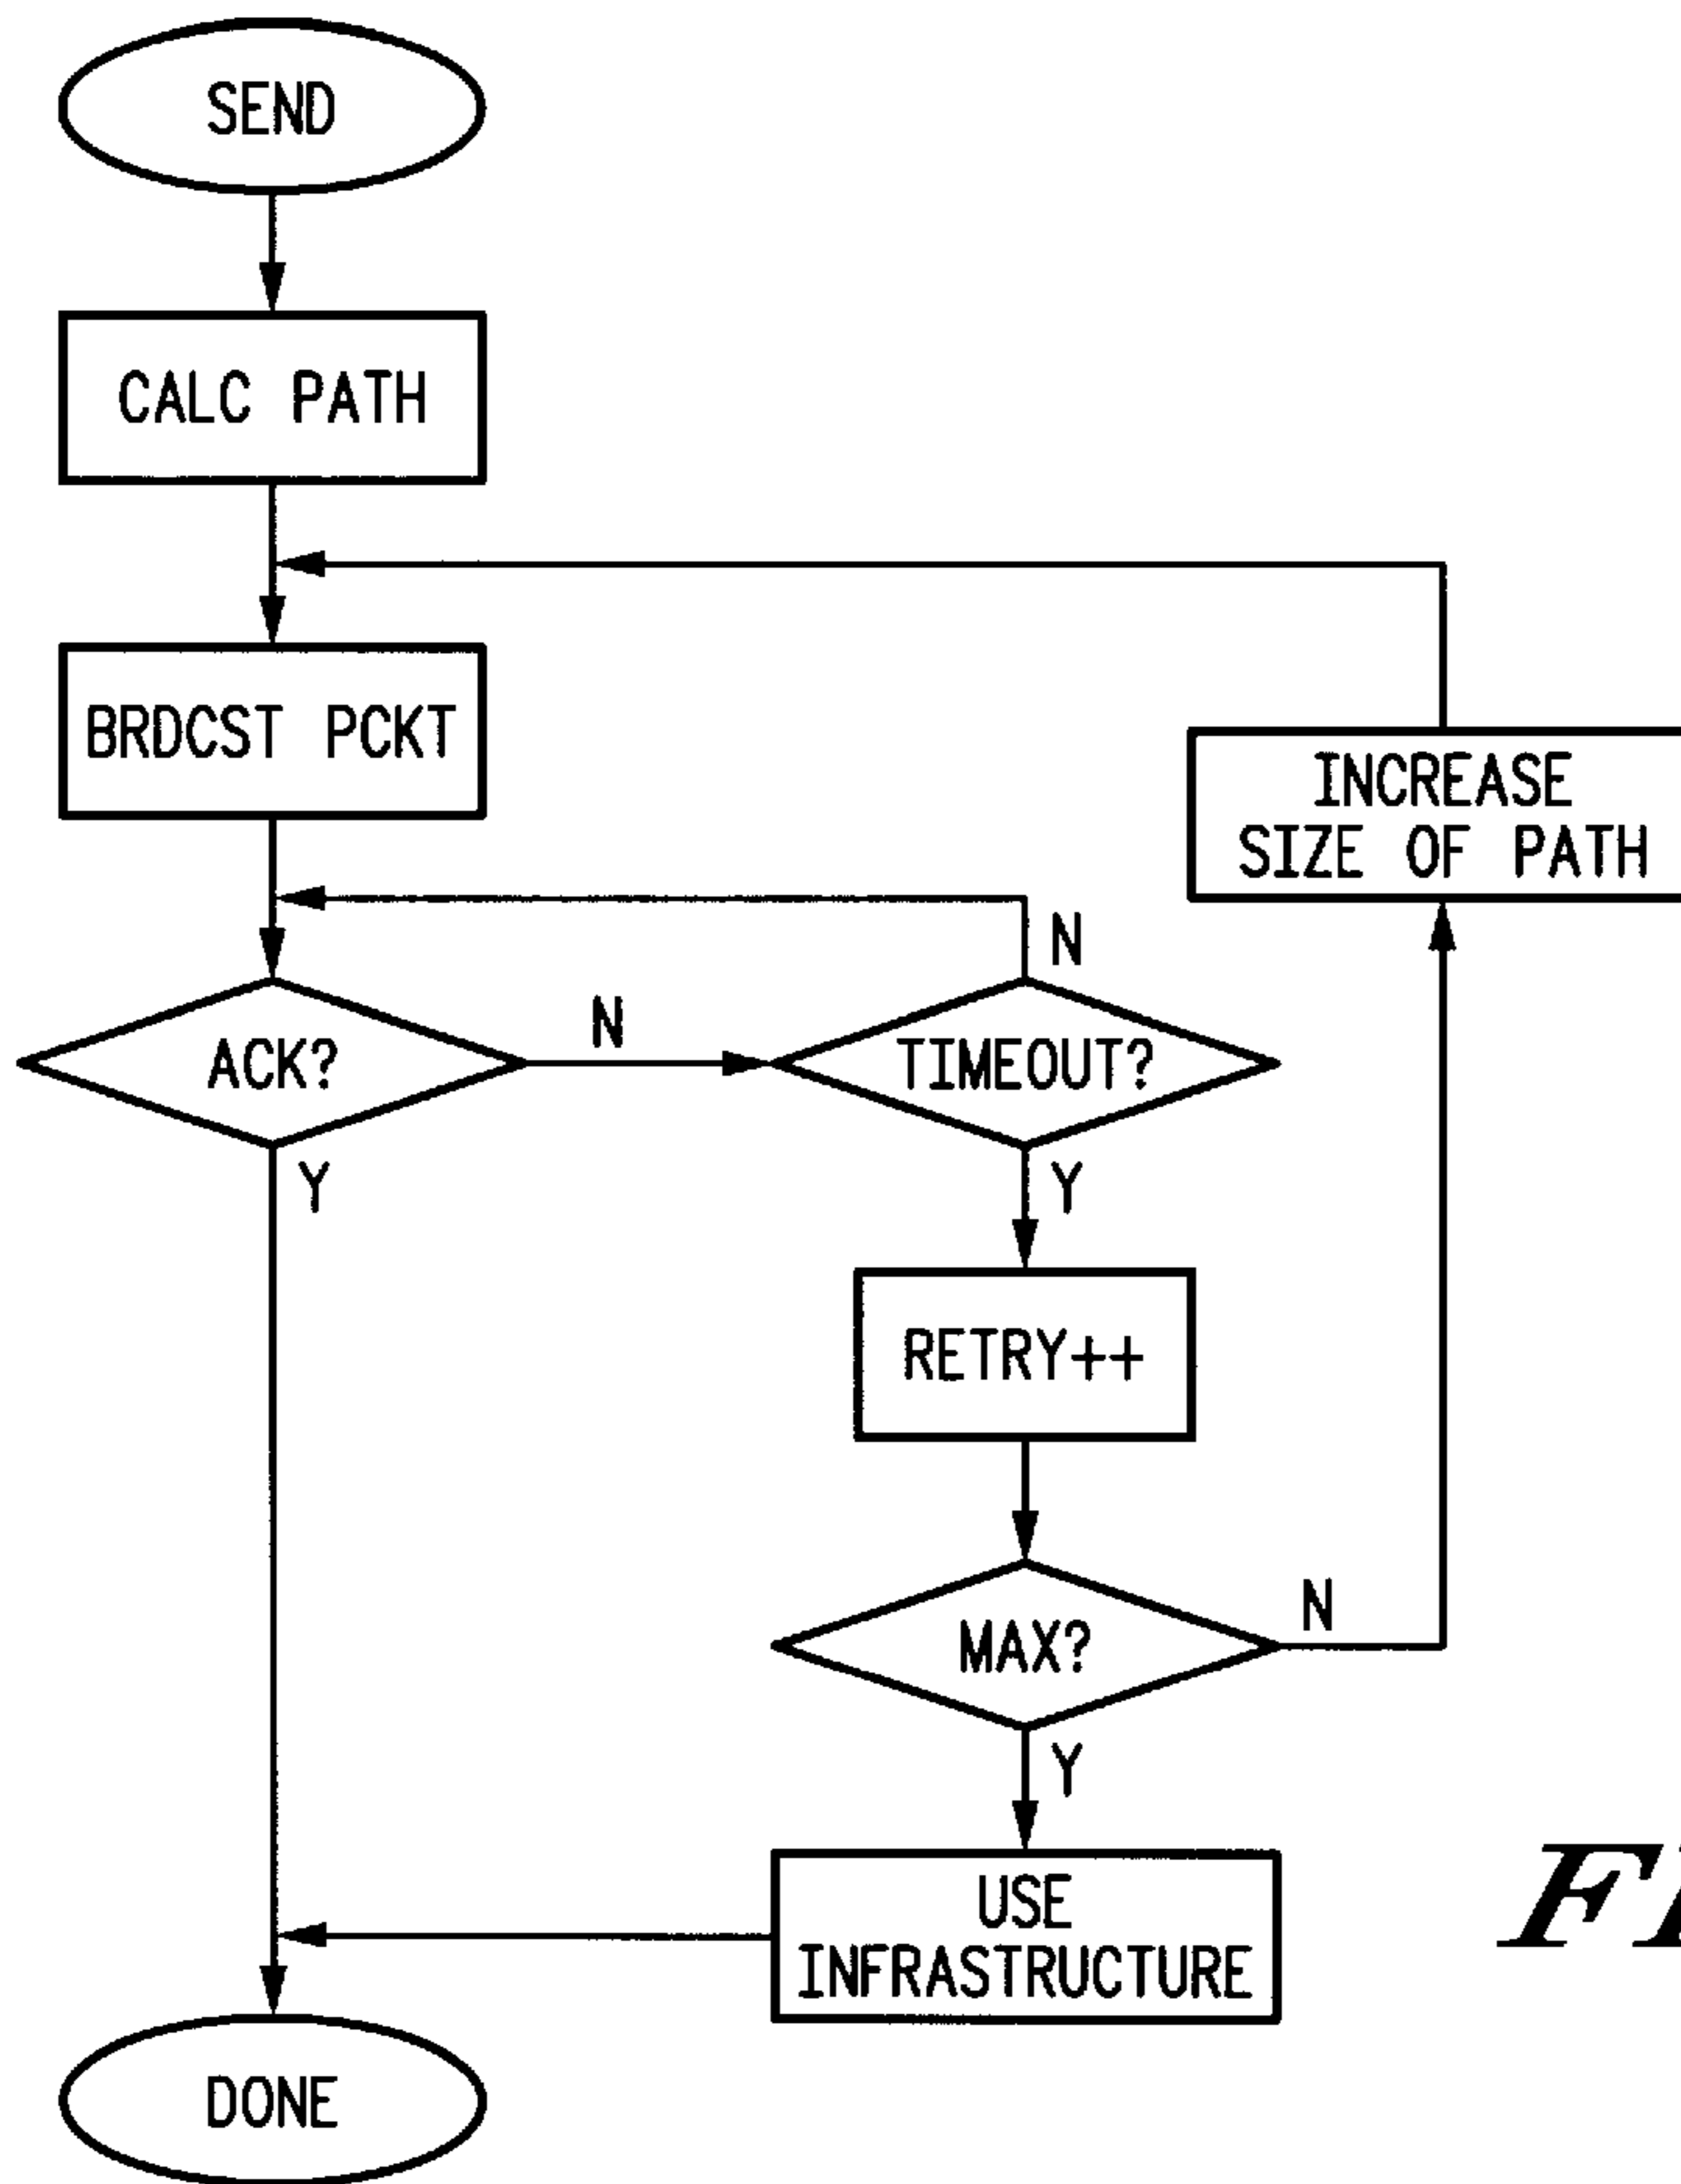 SEND
CALC PATH
BRDCST PCKT
INCREASE
SIZE OF PATH
N
ACK?
N
TIMEOUT?
Y
Y
RETRY++
MAX?
N
Y
USE
INFRASTRUCTURE
DONE